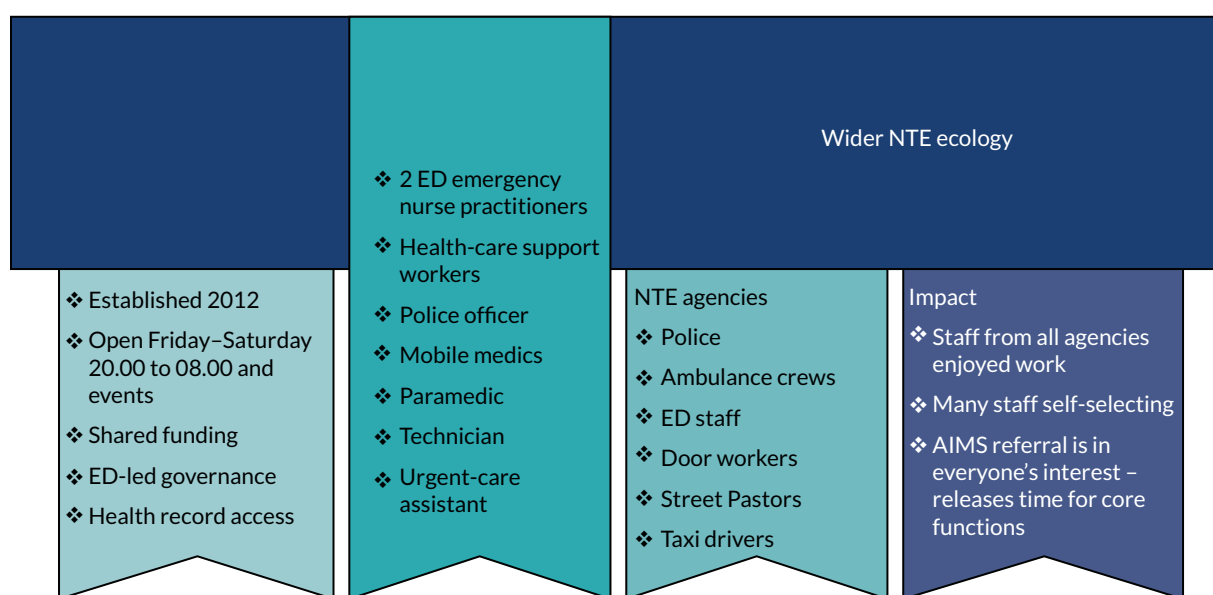 Wider NTE ecology
❖ Established 2012
❖ Open Friday–Saturday
20.00 to 08.00 and
events
❖ Shared funding
❖ ED-led governance
❖ Health record access
❖ 2 ED emergency
nurse practitioners
❖ Health-care support
workers
❖ Police officer
❖ Mobile medics
❖ Paramedic
❖ Technician
❖ Urgent-care
assistant
NTE agencies
❖ Police
❖ Ambulance crews
❖ ED staff
❖ Door workers
❖ Street Pastors
❖ Taxi drivers
Impact
❖ Staff from all agencies
enjoyed work
❖ Many staff self-selecting
❖ AIMS referral is in
everyone’s interest –
releases time for core
functions